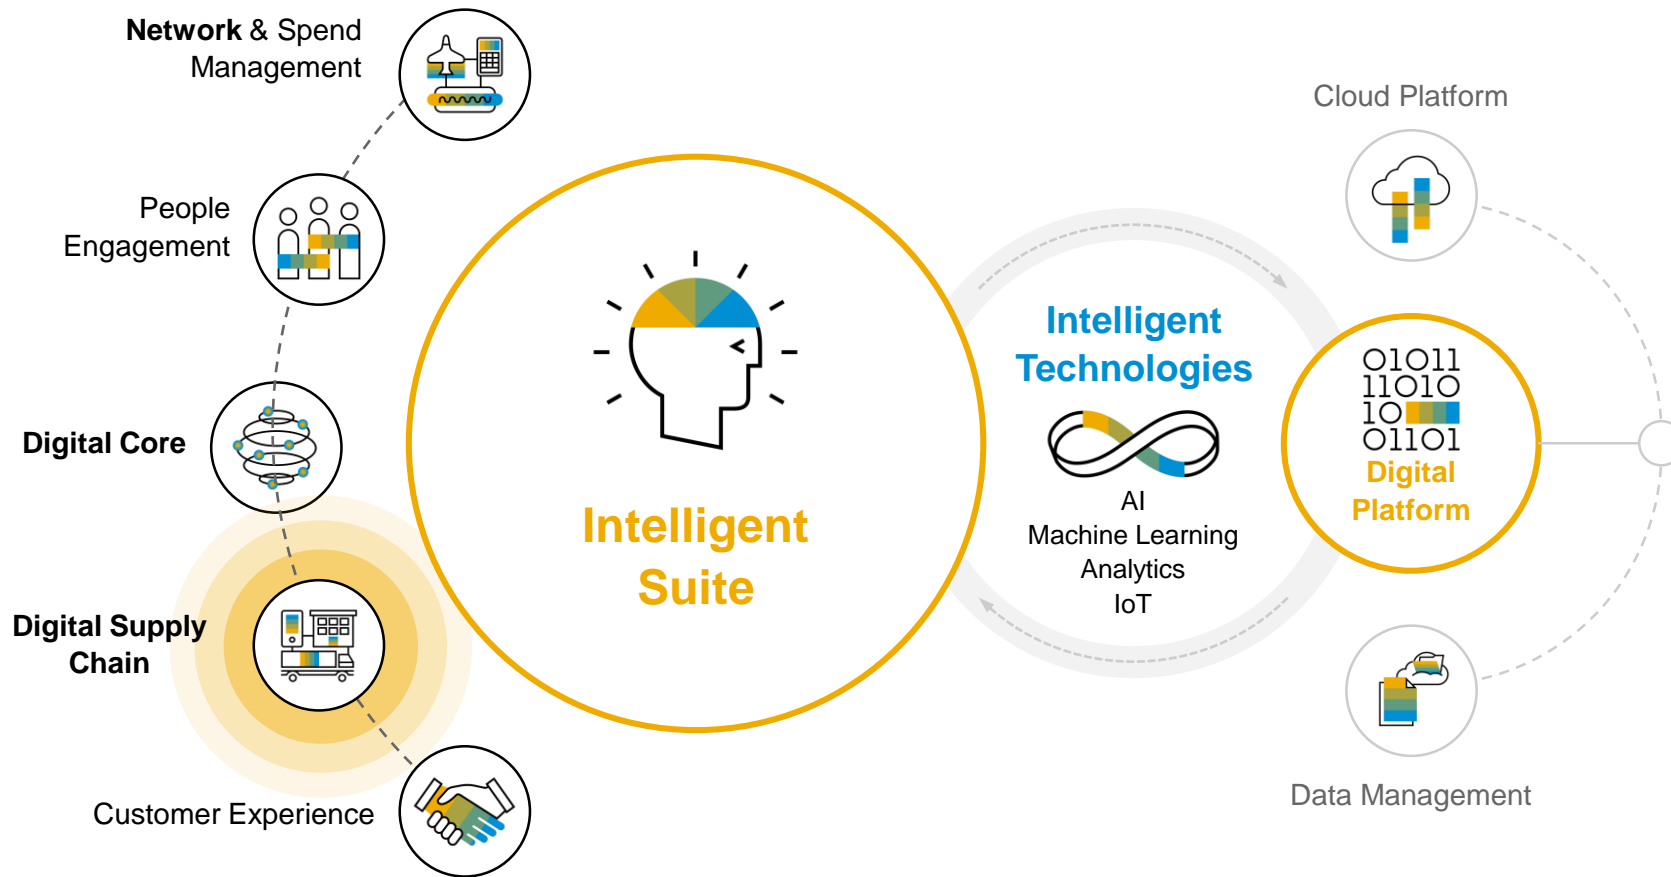 Network & Spend
Management
People
Engagement
Digital Core
Digital Supply
Chain
Customer Experience
Intelligent
Suite
Intelligent
Technologies
AI
Machine Learning
Analytics
IoT
Cloud Platform
01011
11010
10
01101
Digital
Platform
Data Management